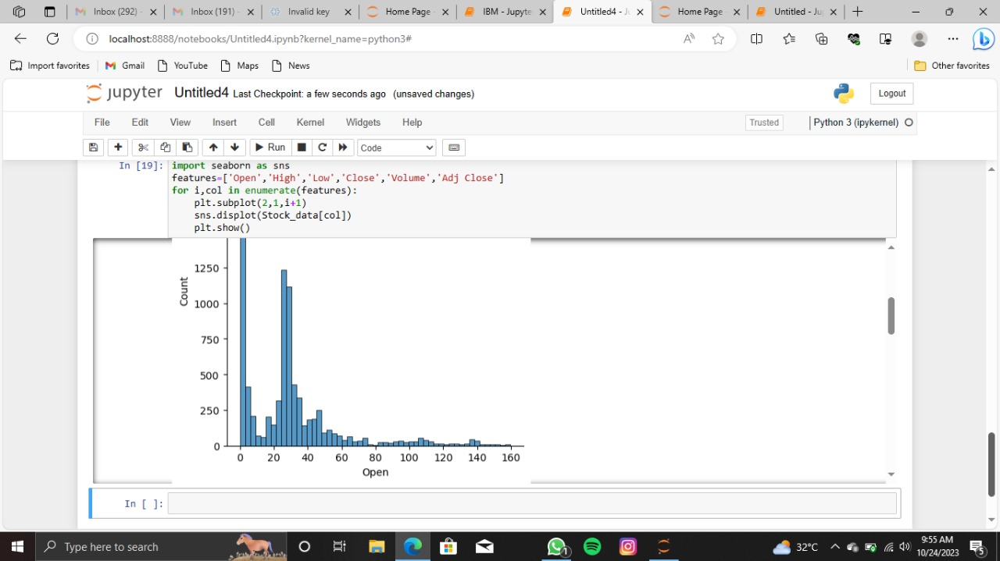 Inbox (292) -
Inbox (191) -
Invalid key
Home Page -
IBM - Jupyte
Untitled4 - J
Home Page
Untitled - Ju
localhost:8888/notebooks/Untitled4.ipynb?kernel_name=python3#
Import favorites
Gmail
YouTube
Maps
News
Other favorites
jupyter Untitled4 Last Checkpoint: a few seconds ago (unsaved changes)
Logout
File Edit View Insert Cell Kernel Widgets Help
Trusted
Python 3 (ipykernel)
Run
Code
In [19]: import seaborn as sns
features=['Open','High','Low','Close','Volume','Adj Close']
for i,col in enumerate(features):
    plt.subplot(2,1,i+1)
    sns.displot(Stock_data[col])
    plt.show()
1250
1000
750
500
250
0
Count
0 20 40 60 80 100 120 140 160
Open
In [ ]:
Type here to search
1
32°C
9:55 AM
10/24/2023
5